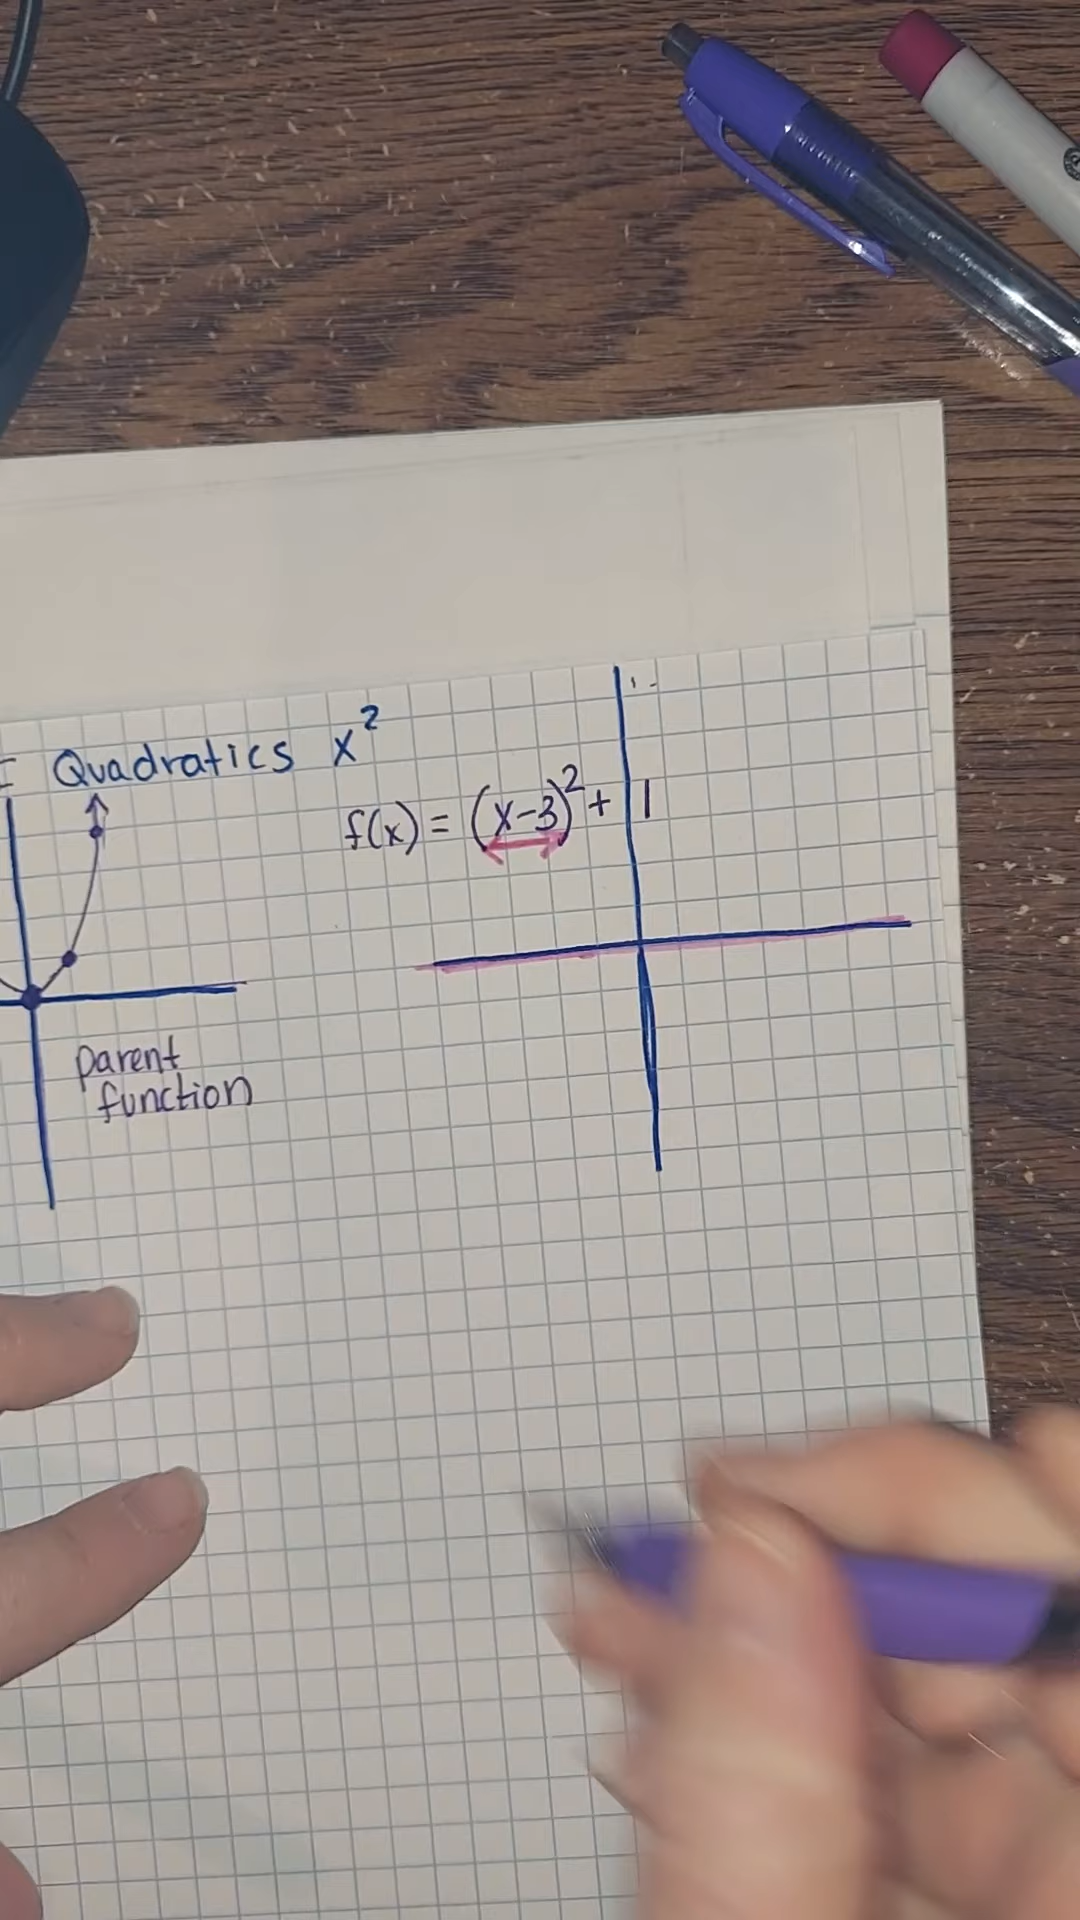 Quadratics x²
f(x) = (x-3)² + 1
parent
function